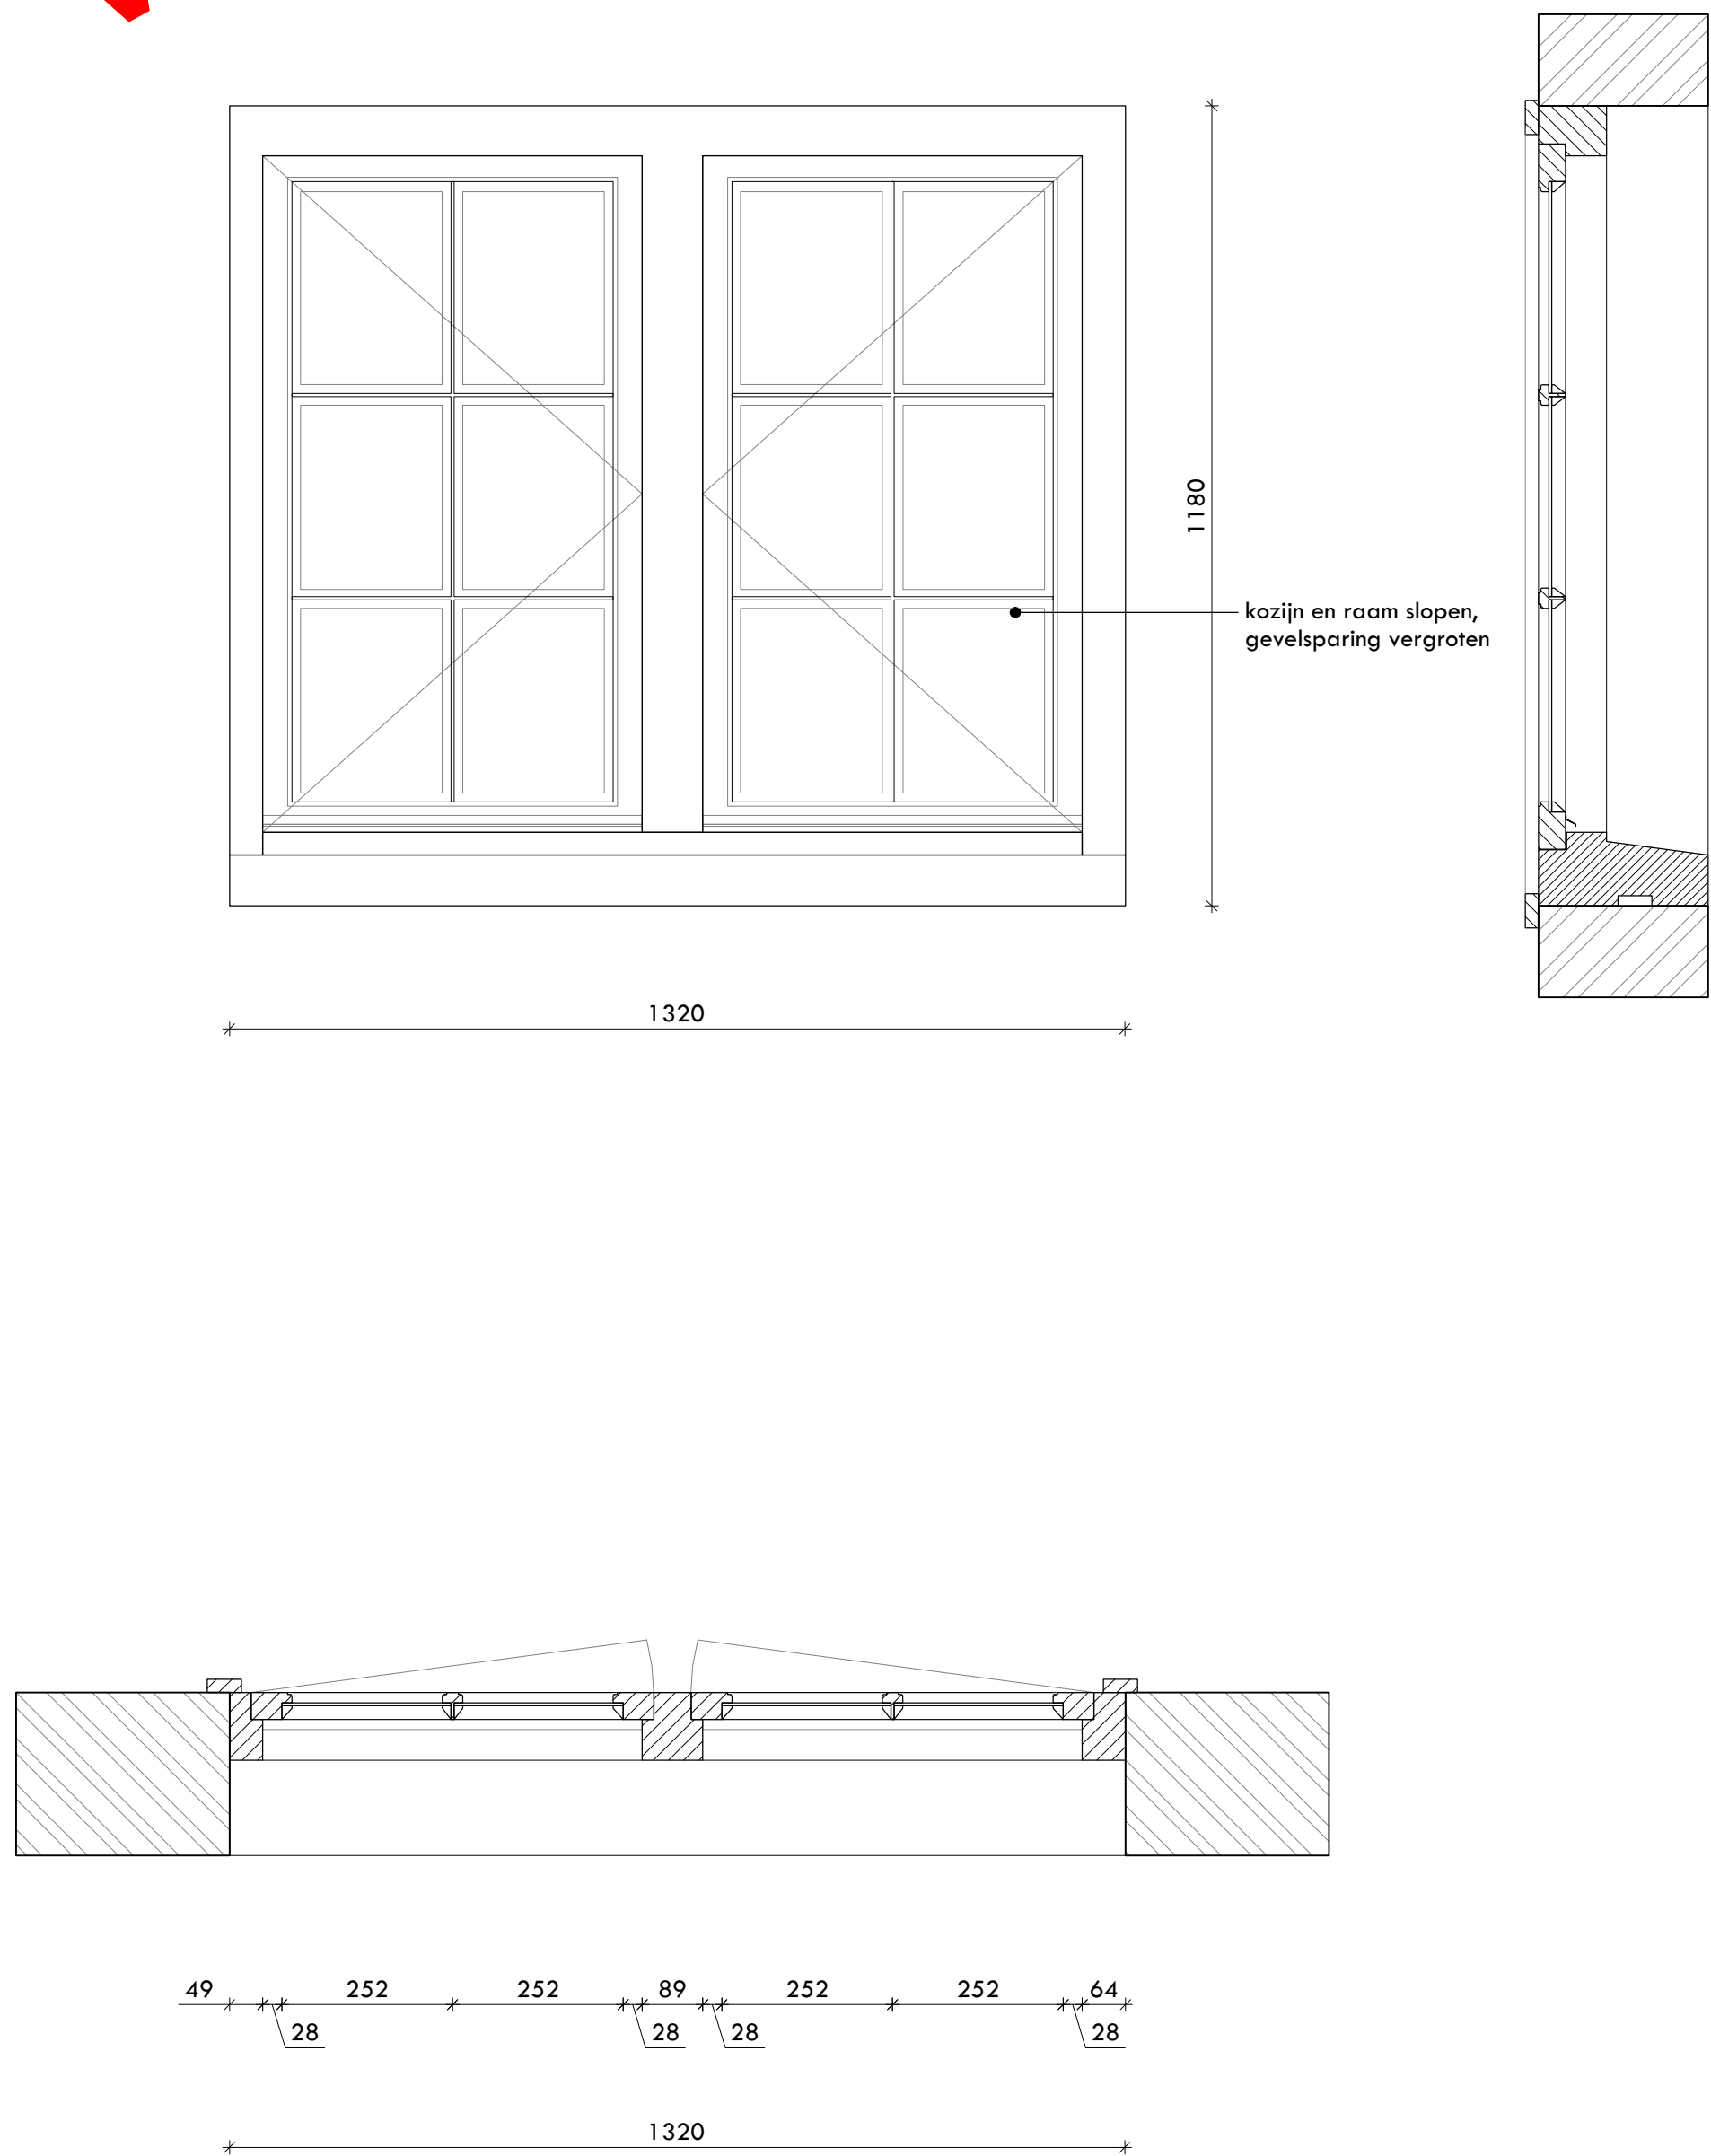 1180
kozijn en raam slopen,
gevelsparing vergroten
1320
49 252 252 89 252 252 64
28 28 28 28
1320